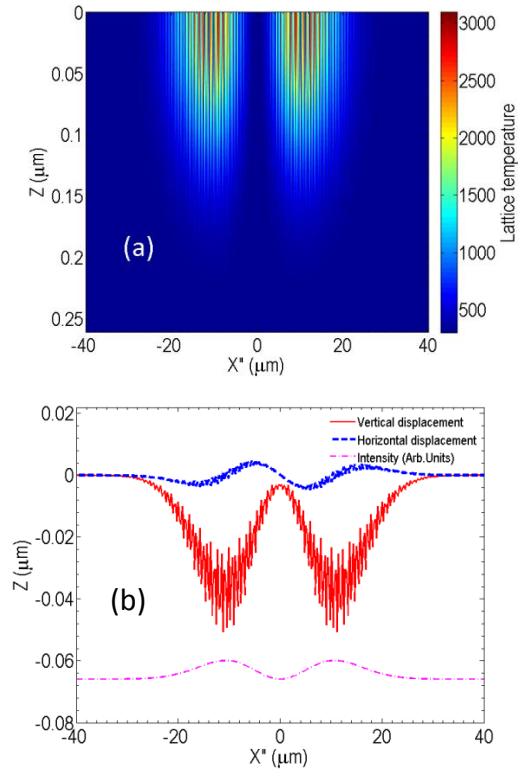 0
0.05
0.1
0.15
0.2
0.25
Z (μm)
-40 -20 0 20 40
X" (μm)
(a)
3000
2500
2000
1500
1000
500
Lattice temperature
0.02
0
-0.02
-0.04
-0.06
-0.08
Z (μm)
Vertical displacement
Horizontal displacement
Intensity (Arb.Units)
(b)
-40 -20 0 20 40
X" (μm)